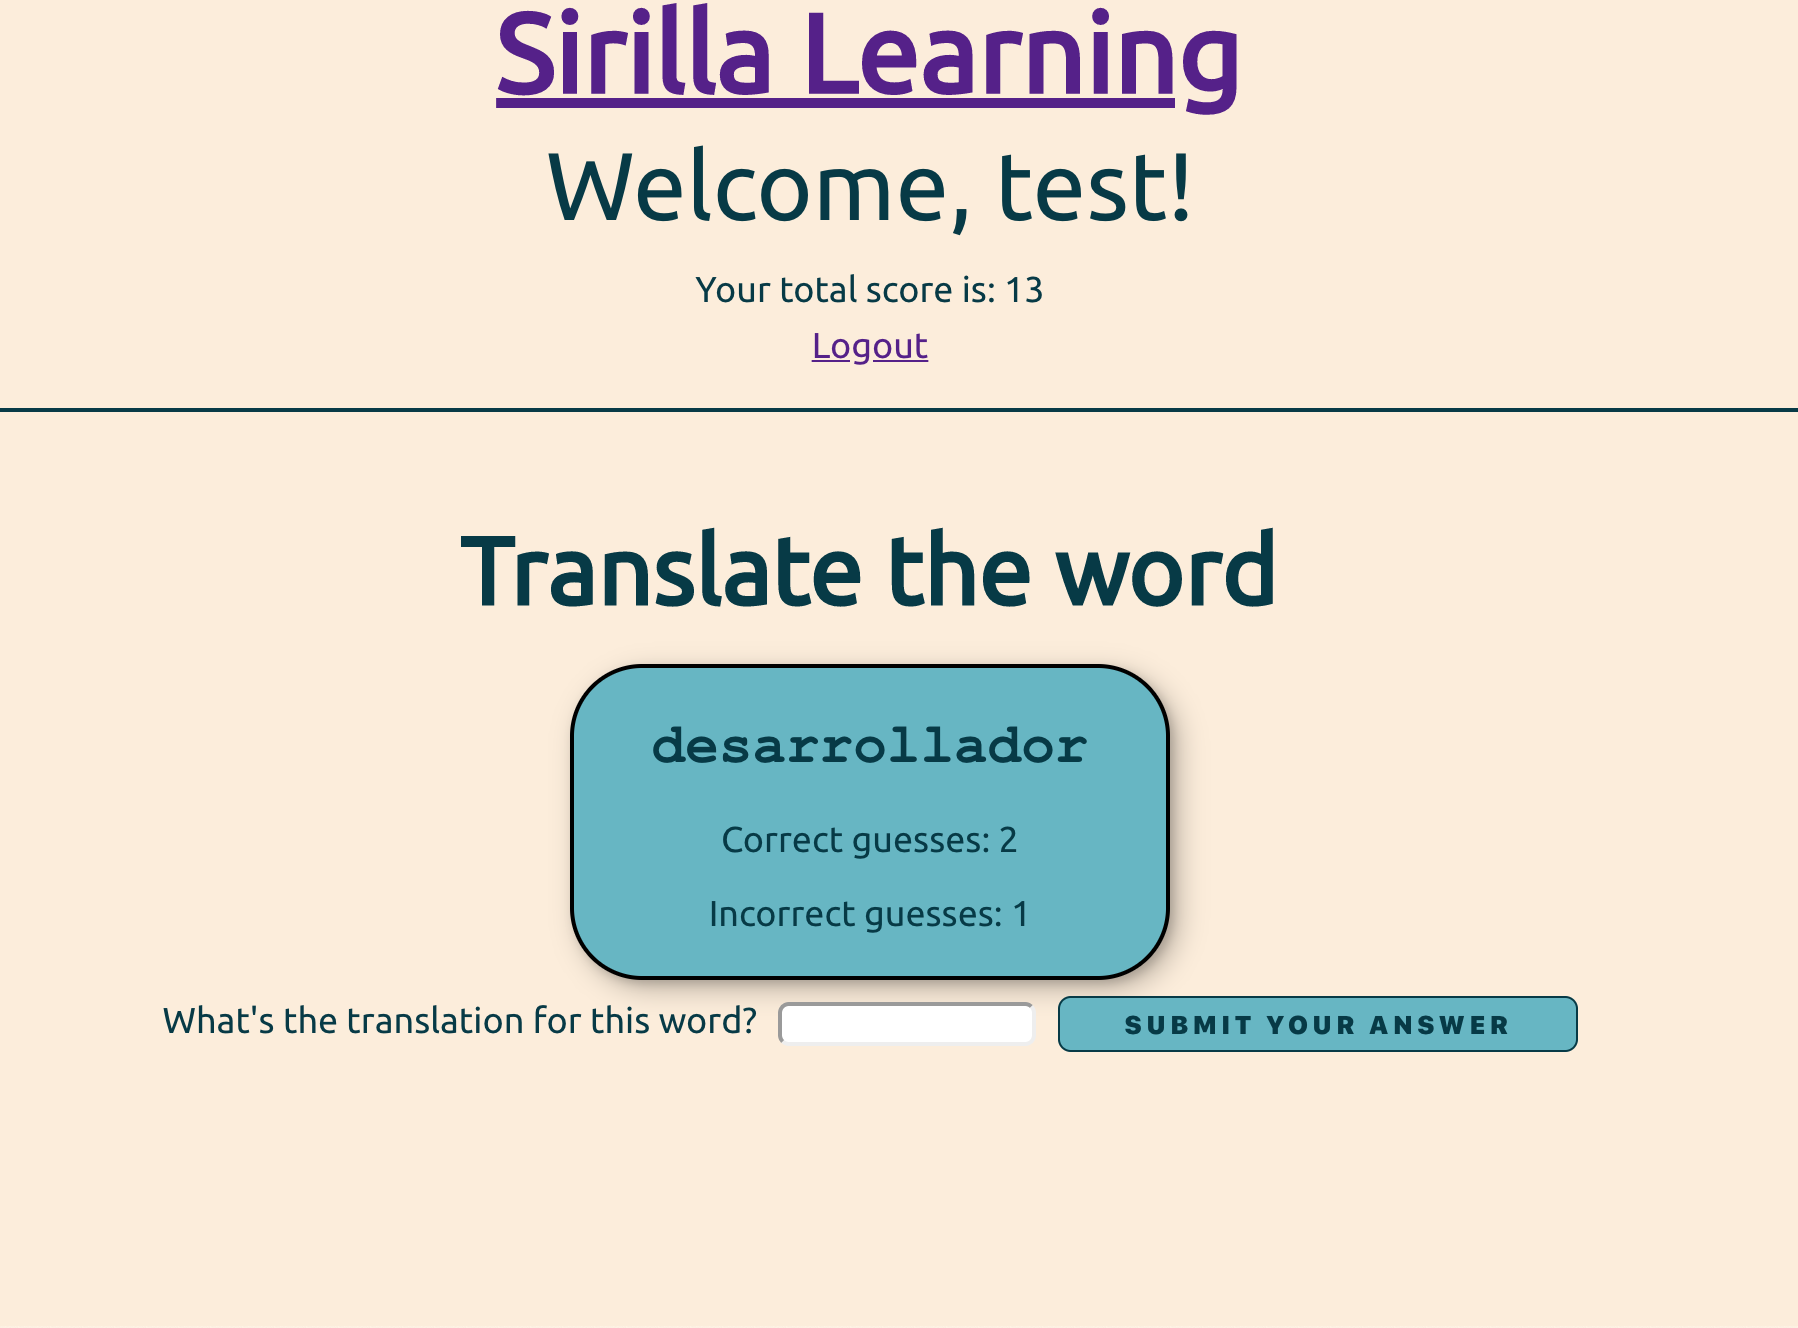 Sirilla Learning
Welcome, test!
Your total score is: 13
Logout
Translate the word
desarrollador
Correct guesses: 2
Incorrect guesses: 1
What's the translation for this word? SUBMIT YOUR ANSWER